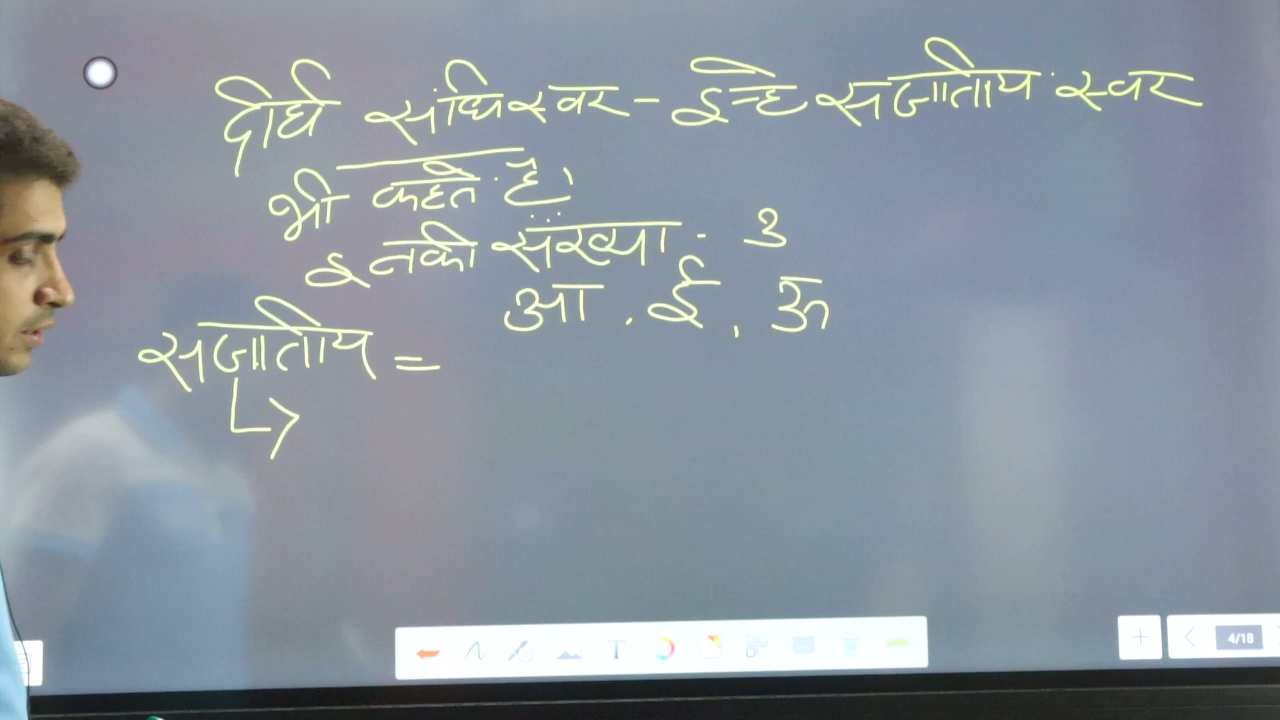 दीर्घ संधि स्वर - इन्हे सजातीय स्वर
भी कहते है।
इनकी संख्या - 3
आ, ई, ऊ
सजातीय =
T
4/18